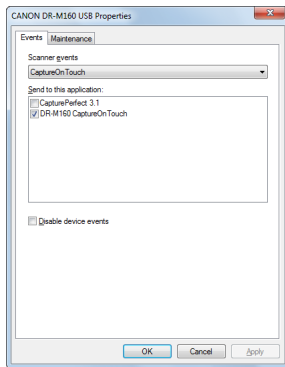 CANON DR-M160 USB Properties
Events Maintenance
Scanner events
CaptureOnTouch
Send to this application:
CapturePerfect 3.1
DR-M160 CaptureOnTouch
Disable device events
OK Cancel Apply